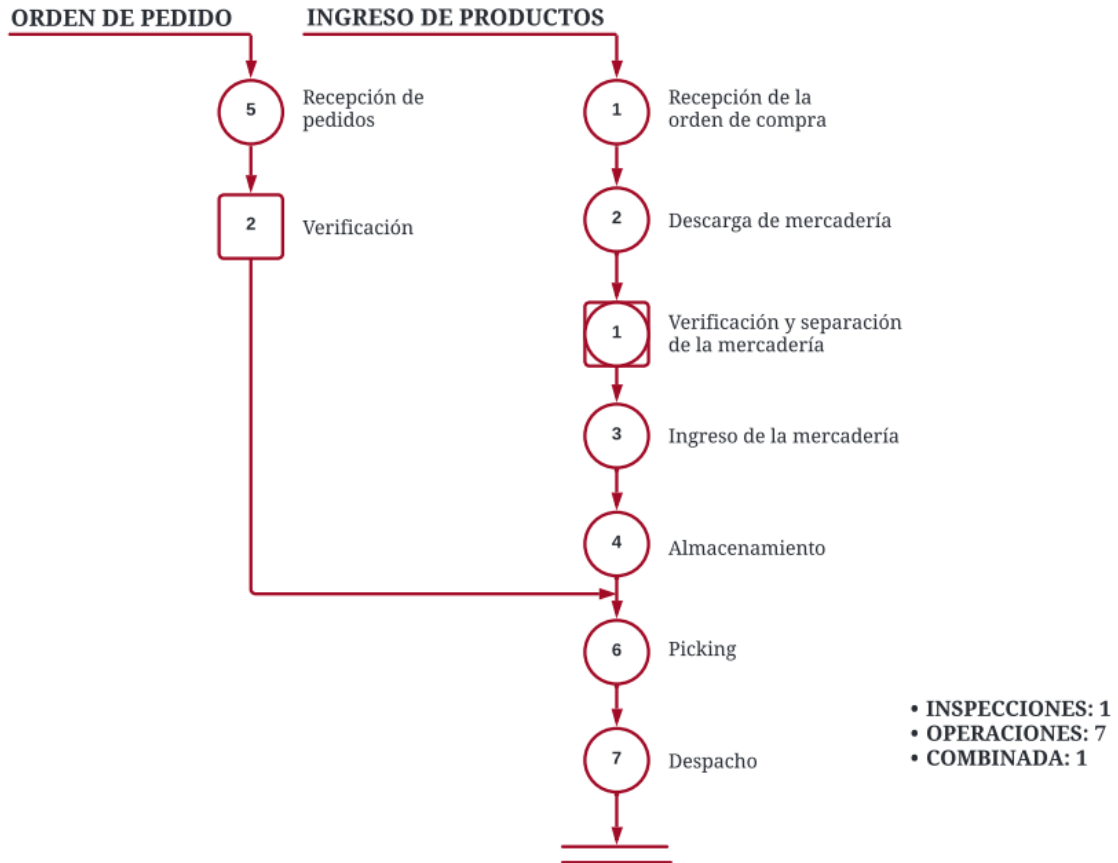 ORDEN DE PEDIDO
INGRESO DE PRODUCTOS
5
Recepción de
pedidos
2
Verificación
1
Recepción de la
orden de compra
2
Descarga de mercadería
1
Verificación y separación
de la mercadería
3
Ingreso de la mercadería
4
Almacenamiento
6
Picking
7
Despacho
• INSPECCIONES: 1
• OPERACIONES: 7
• COMBINADA: 1